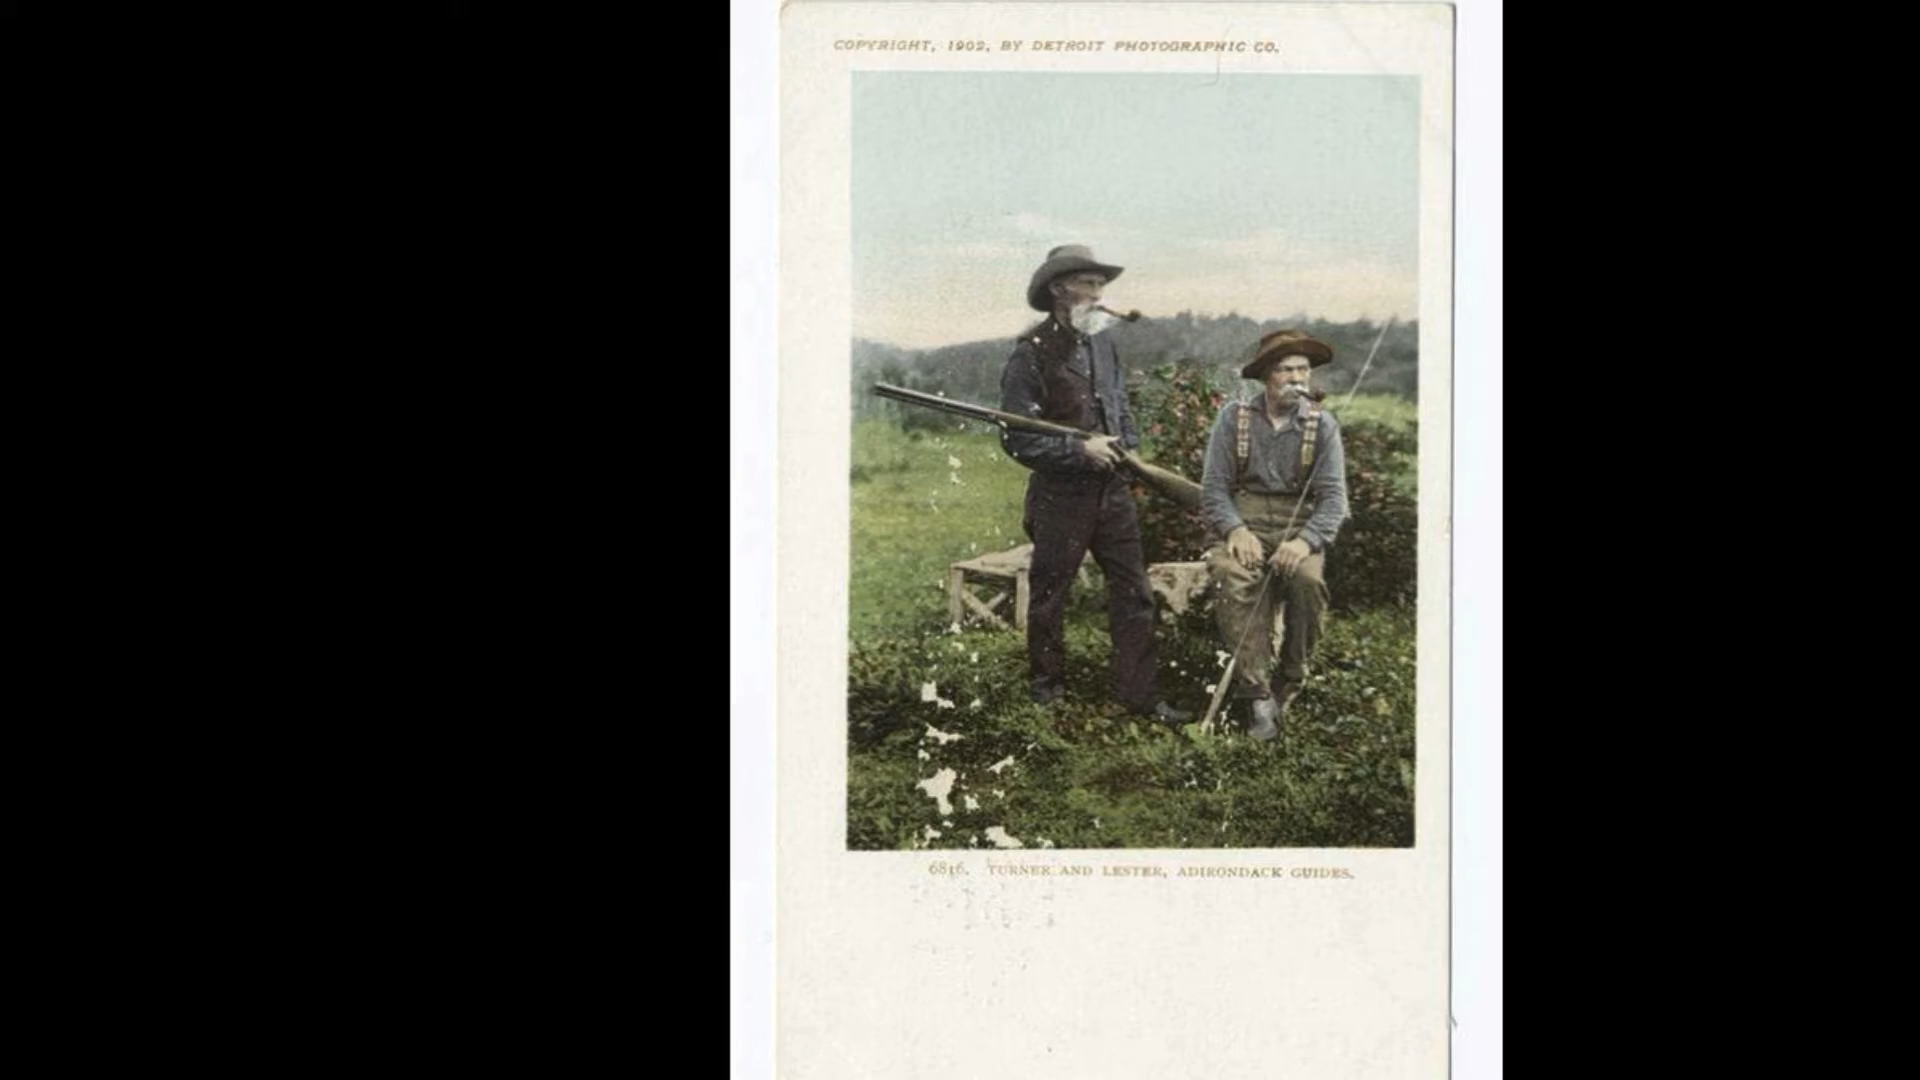 COPYRIGHT, 1902, BY DETROIT PHOTOGRAPHIC CO.
6816. TURNER AND LESTER, ADIRONDACK GUIDES.